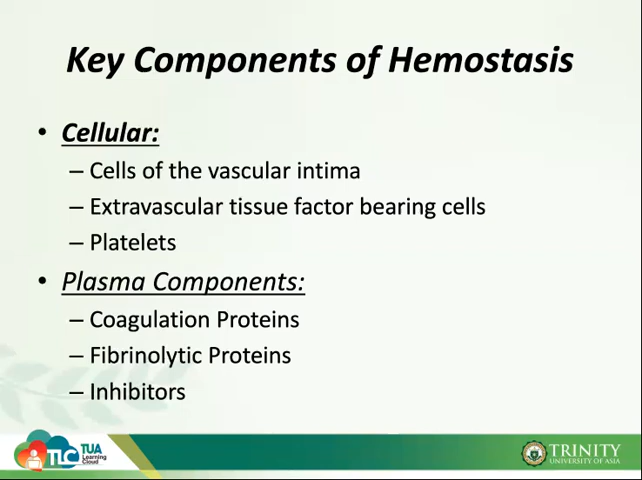 Key Components of Hemostasis
• Cellular:
– Cells of the vascular intima
– Extravascular tissue factor bearing cells
– Platelets
• Plasma Components:
– Coagulation Proteins
– Fibrinolytic Proteins
– Inhibitors
TLC
TUA
Learning
Cloud
TRINITY
UNIVERSITY OF ASIA